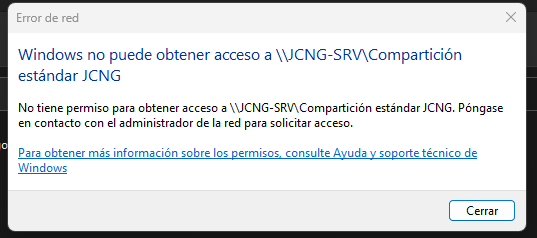 Error de red
Windows no puede obtener acceso a \\JCNG-SRV\Compartición
estándar JCNG
No tiene permiso para obtener acceso a \\JCNG-SRV\Compartición estándar JCNG. Póngase
en contacto con el administrador de la red para solicitar acceso.
Para obtener más información sobre los permisos, consulte Ayuda y soporte técnico de
Windows
Cerrar